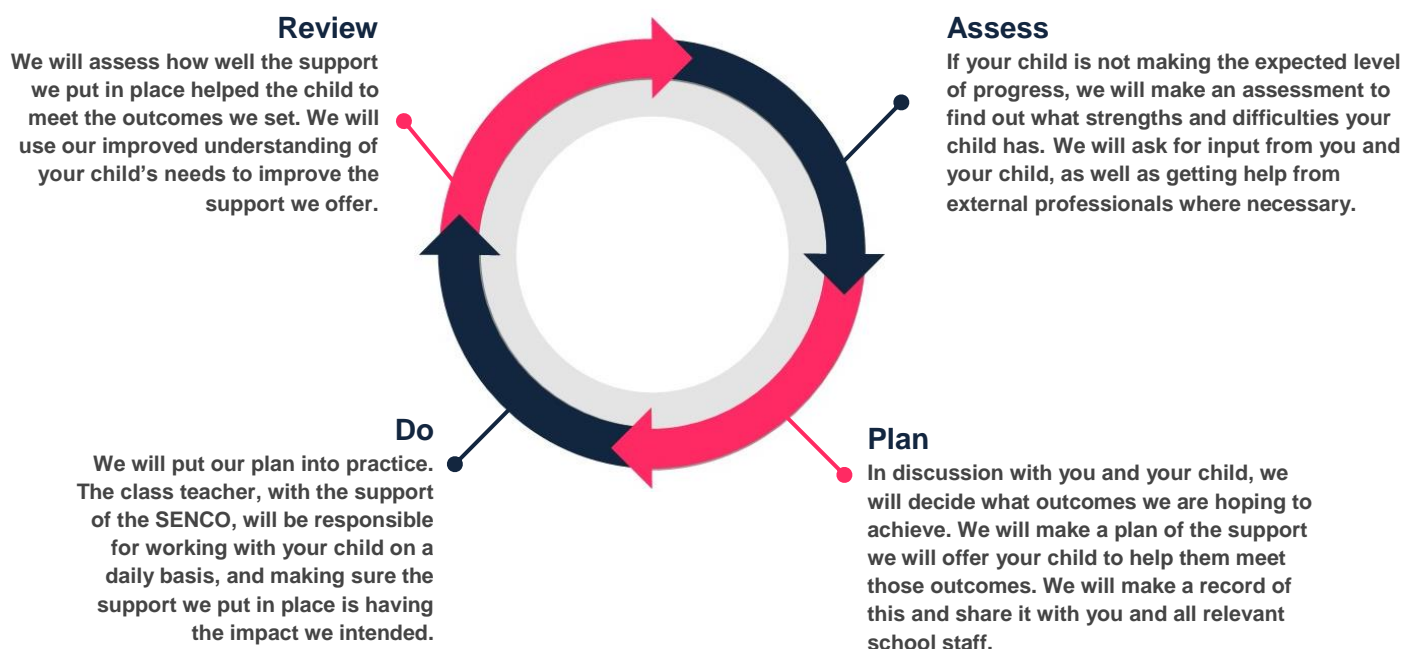 Review
We will assess how well the support
we put in place helped the child to
meet the outcomes we set. We will
use our improved understanding of
your child’s needs to improve the
support we offer.
Assess
If your child is not making the expected level
of progress, we will make an assessment to
find out what strengths and difficulties your
child has. We will ask for input from you and
your child, as well as getting help from
external professionals where necessary.
Do
We will put our plan into practice.
The class teacher, with the support
of the SENCO, will be responsible
for working with your child on a
daily basis, and making sure the
support we put in place is having
the impact we intended.
Plan
In discussion with you and your child, we
will decide what outcomes we are hoping to
achieve. We will make a plan of the support
we will offer your child to help them meet
those outcomes. We will make a record of
this and share it with you and all relevant
school staff.